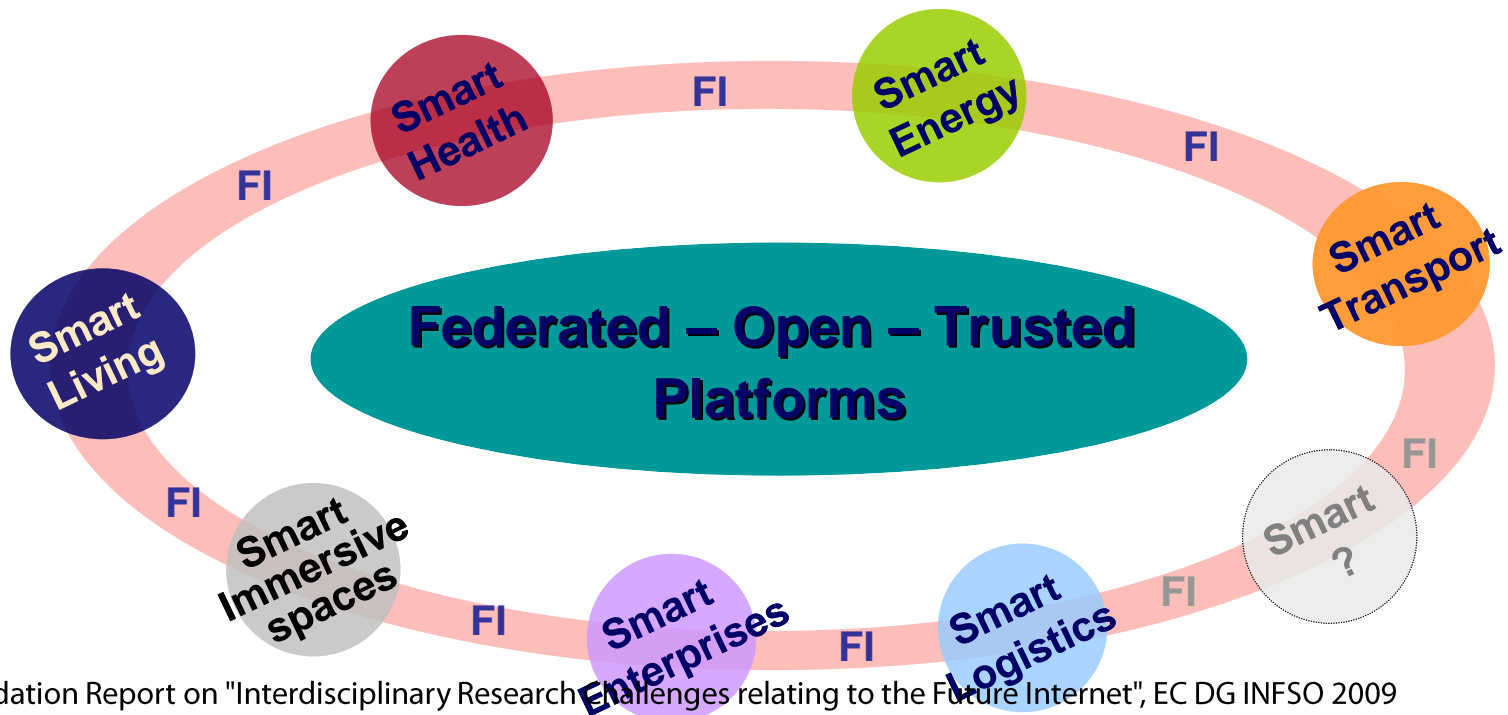 Smart
Health
FI
Smart
Energy
FI
Smart
Transport
FI
Smart
Living
Federated – Open – Trusted
Platforms
FI
Smart
?
FI
Smart
Immersive
spaces
FI
Smart
Enterprises
FI
Smart
Logistics
FI
dation Report on "Interdisciplinary Research Challenges relating to the Future Internet", EC DG INFSO 2009